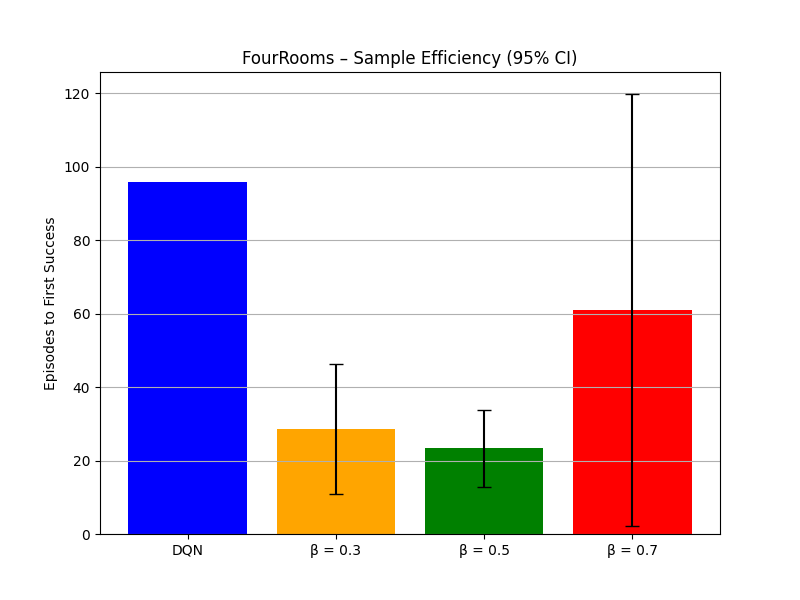 FourRooms – Sample Efficiency (95% CI)
Episodes to First Success
120
100
80
60
40
20
0
DQN
β = 0.3
β = 0.5
β = 0.7